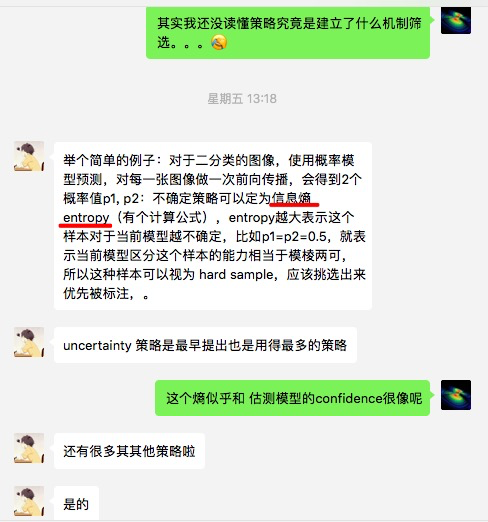 其实我还没读懂策略究竟是建立了什么机制筛
选。。。
星期五 13:18
举个简单的例子：对于二分类的图像，使用概率模
型预测，对每一张图像做一次前向传播，会得到2个
概率值p1, p2：不确定策略可以定为信息熵
entropy（有个计算公式），entropy越大表示这个
样本对于当前模型越不确定，比如p1=p2=0.5，就表
示当前模型区分这个样本的能力相当于模棱两可，
所以这种样本可以视为 hard sample，应该挑选出来
优先被标注，。
uncertainty 策略是最早提出也是用得最多的策略
这个熵似乎和 估测模型的confidence很像呢
还有很多其其他策略啦
是的